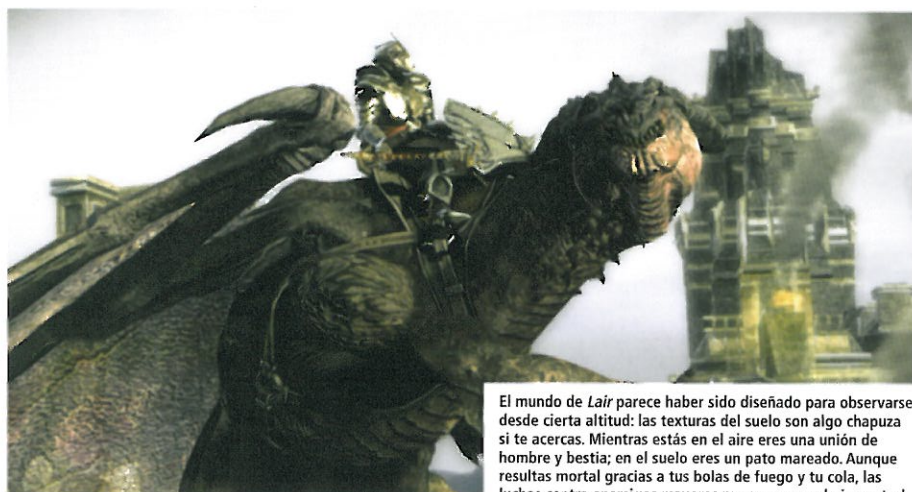 El mundo de Lair parece haber sido diseñado para observarse
desde cierta altitud: las texturas del suelo son algo chapuza
si te acercas. Mientras estás en el aire eres una unión de
hombre y bestia; en el suelo eres un pato mareado. Aunque
resultas mortal gracias a tus bolas de fuego y tu cola, las